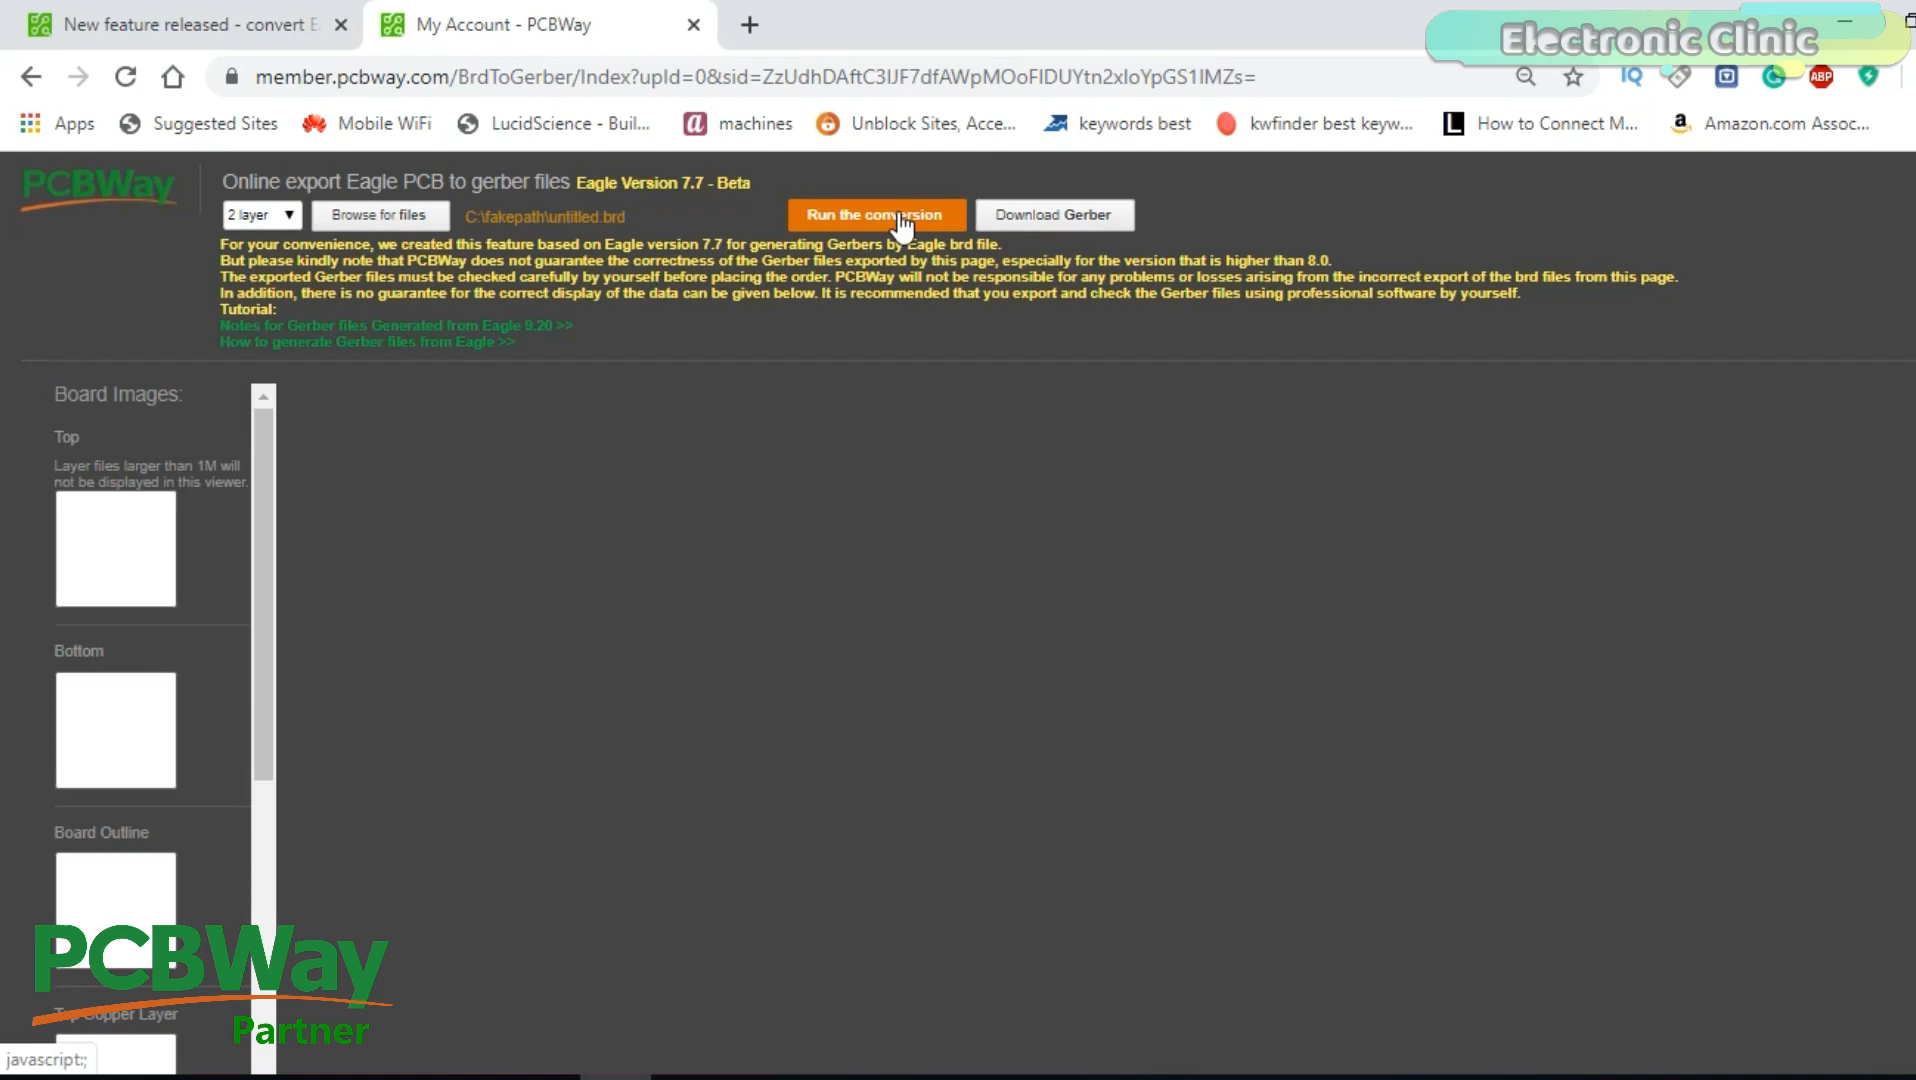 New feature released - convert E
My Account - PCBWay
Electronic Clinic
member.pcbway.com/BrdToGerber/Index?upId=0&sid=ZzUdhDAftC3IJF7dfAWpMOoFIDUYtn2xIoYpGS1IMZs=
IQ
ABP
Apps
Suggested Sites
Mobile WiFi
LucidScience - Buil...
machines
Unblock Sites, Acce...
keywords best
kwfinder best keyw...
How to Connect M...
Amazon.com Assoc...
PCBWay
Online export Eagle PCB to gerber files Eagle Version 7.7 - Beta
2 layer
Browse for files
C:\fakepath\untitled.brd
Run the conversion
Download Gerber
For your convenience, we created this feature based on Eagle version 7.7 for generating Gerbers by Eagle brd file.
But please kindly note that PCBWay does not guarantee the correctness of the Gerber files exported by this page, especially for the version that is higher than 8.0.
The exported Gerber files must be checked carefully by yourself before placing the order. PCBWay will not be responsible for any problems or losses arising from the incorrect export of the brd files from this page.
In addition, there is no guarantee for the correct display of the data can be given below. It is recommended that you export and check the Gerber files using professional software by yourself.
Tutorial:
Notes for Gerber files Generated from Eagle 9.20 >>
How to generate Gerber files from Eagle >>
Board Images:
Top
Layer files larger than 1M will
not be displayed in this viewer.
Bottom
Board Outline
PCBWay
Top Copper Layer
Partner
javascript:;